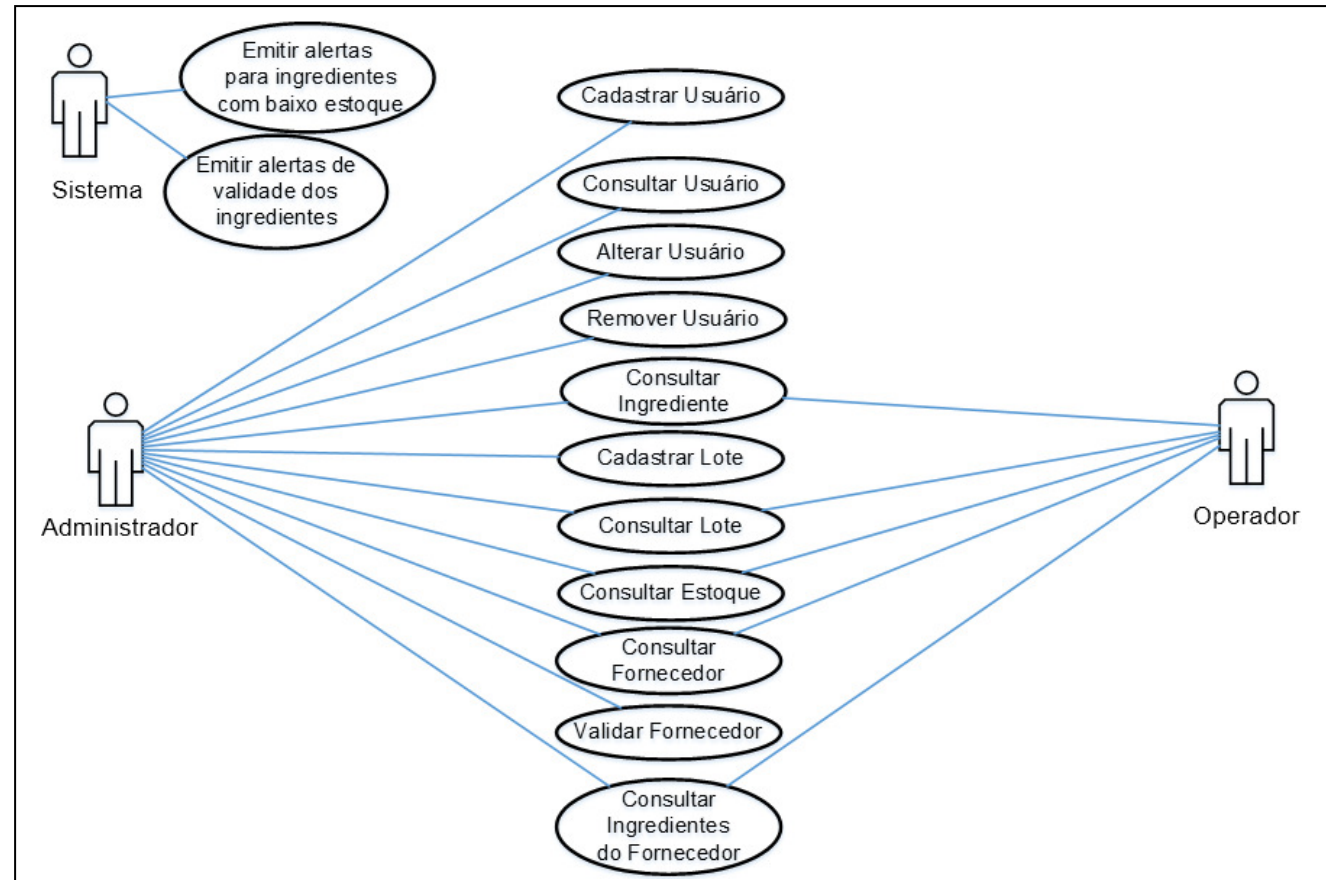 Emitir alertas
para ingredientes
com baixo estoque
Emitir alertas de
validade dos
ingredientes
Sistema
Cadastrar Usuário
Consultar Usuário
Alterar Usuário
Remover Usuário
Consultar
Ingrediente
Cadastrar Lote
Consultar Lote
Consultar Estoque
Consultar
Fornecedor
Validar Fornecedor
Consultar
Ingredientes
do Fornecedor
Administrador
Operador